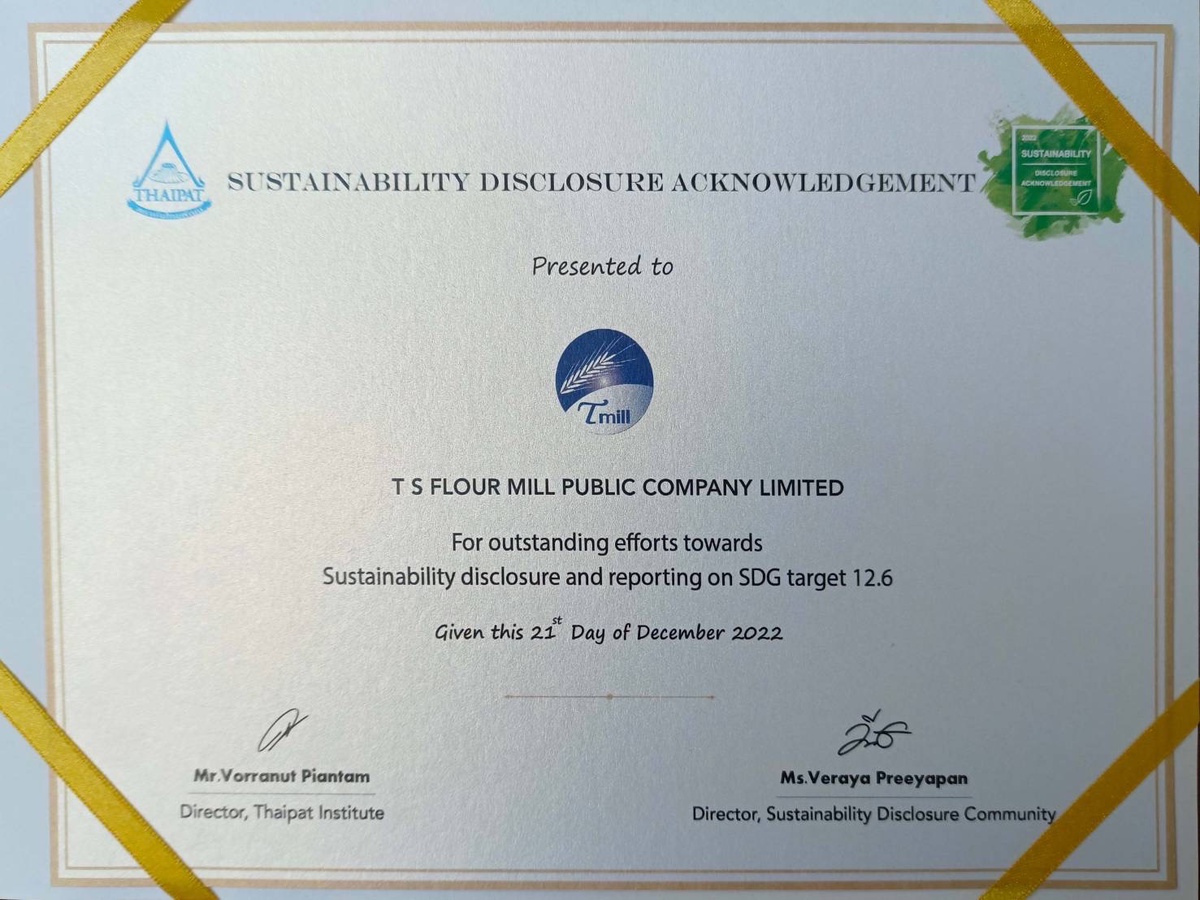 THAIPAT
SUSTAINABILITY DISCLOSURE ACKNOWLEDGEMENT
2022
SUSTAINABILITY
DISCLOSURE
ACKNOWLEDGEMENT
Presented to
Tmill
T S FLOUR MILL PUBLIC COMPANY LIMITED
For outstanding efforts towards
Sustainability disclosure and reporting on SDG target 12.6
Given this 21st Day of December 2022
Mr.Vorranut Piantam
Director, Thaipat Institute
Ms.Veraya Preeyapan
Director, Sustainability Disclosure Community